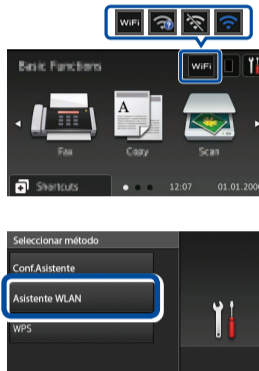 WiFi
Basic Functions
WiFi
A
Fax
Copy
Scan
Shortcuts
12:07
01.01.2006
Seleccionar método
Conf.Asistente
Asistente WLAN
WPS